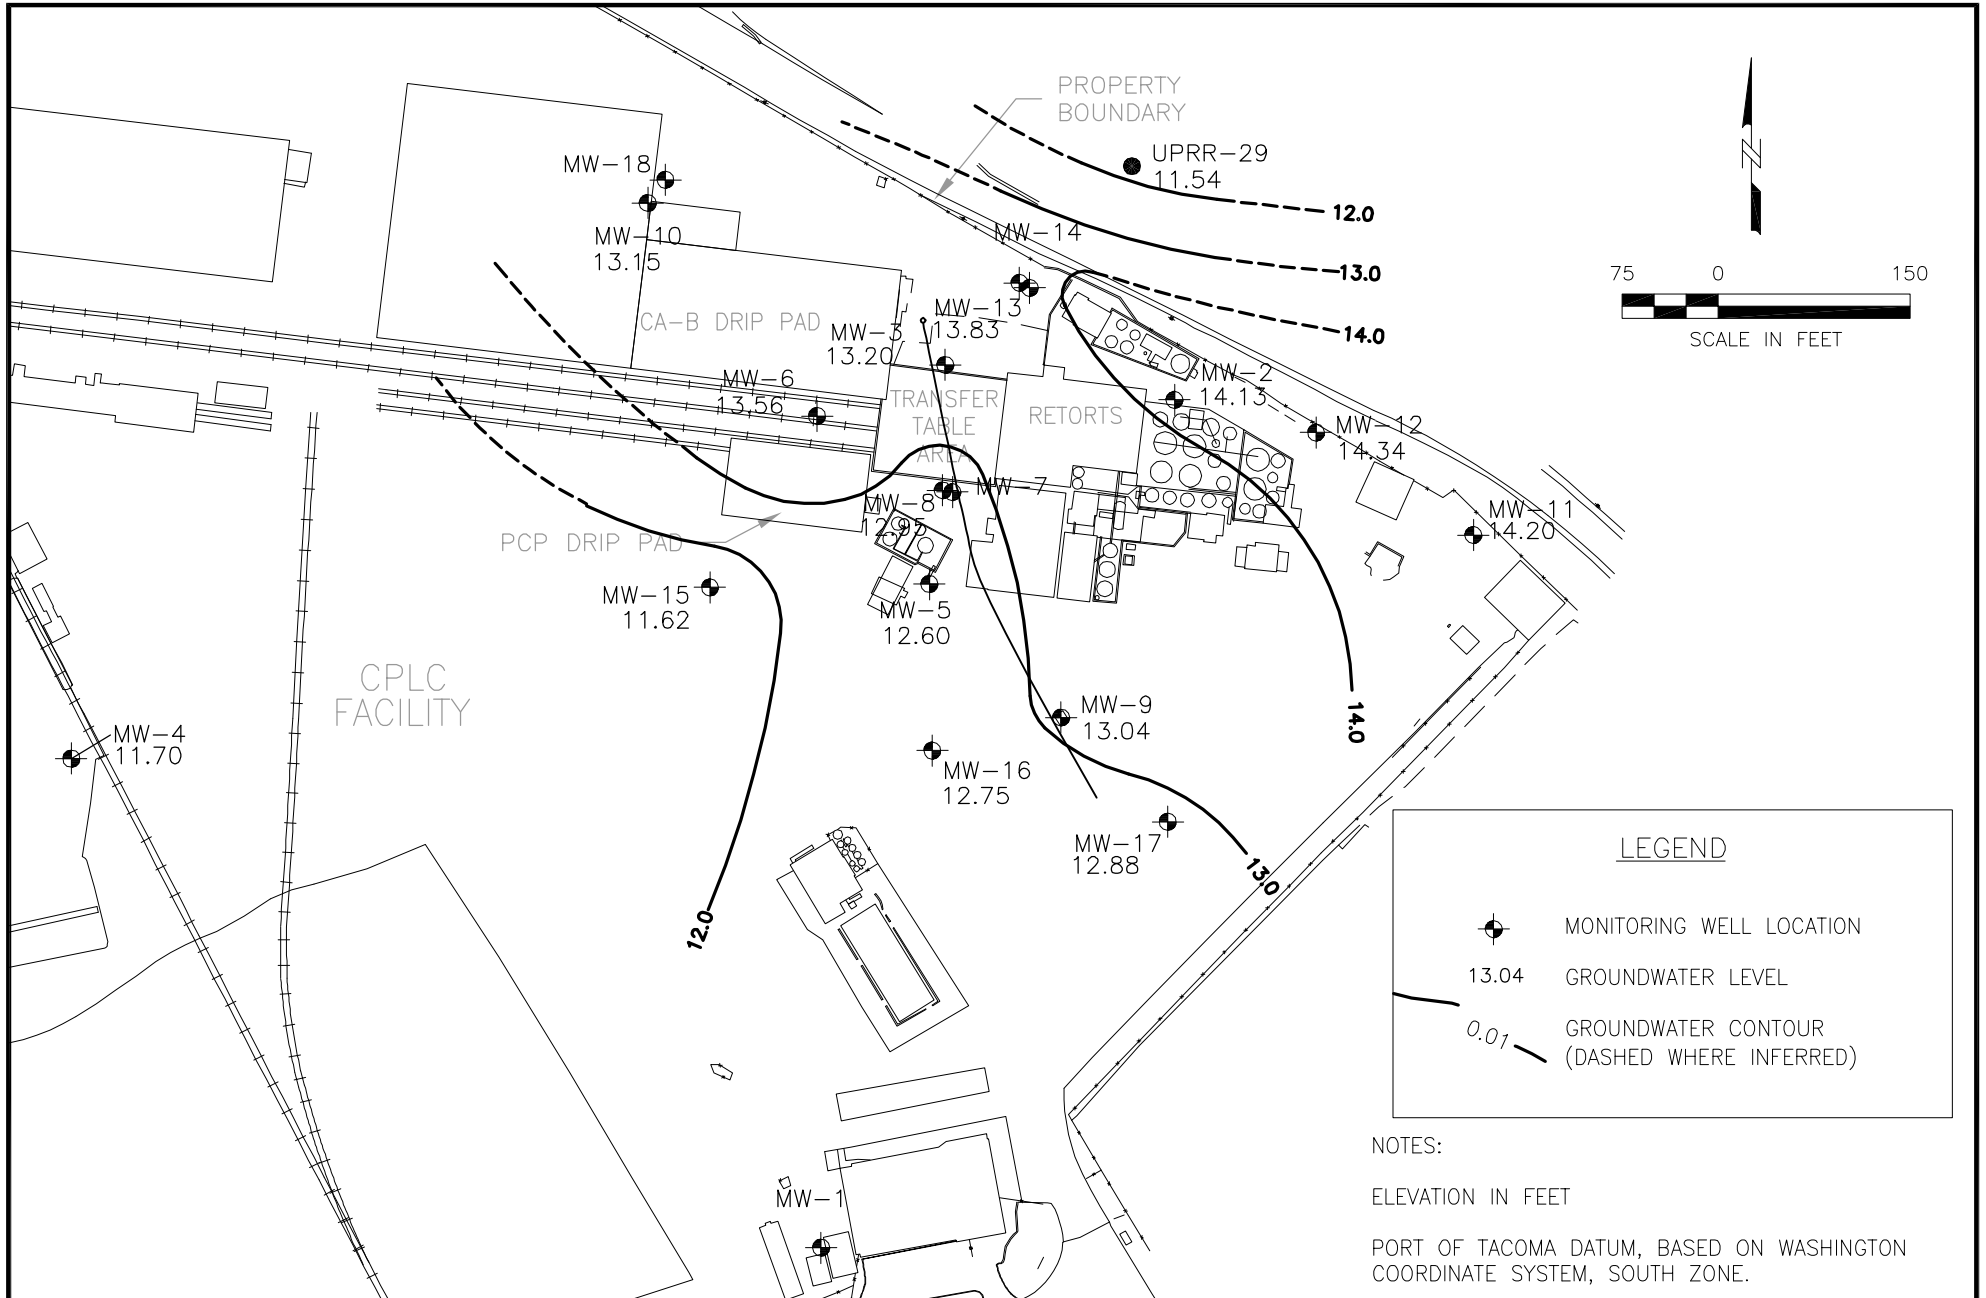 PROPERTY
BOUNDARY
UPRR-29
11.54
12.0
13.0
14.0
N
75 0 150
SCALE IN FEET
MW-18
MW-10
13.15
MW-14
MW-13
13.83
CA-B DRIP PAD
MW-3
13.20
MW-6
13.56
TRANSFER
TABLE
AREA
RETORTS
MW-2
14.13
MW-12
14.34
MW-11
14.20
MW-7
MW-8
12.95
PCP DRIP PAD
MW-15
11.62
MW-5
12.60
CPLC
FACILITY
MW-4
11.70
MW-9
13.04
14.0
MW-16
12.75
MW-17
12.88
13.0
12.0
MW-1
LEGEND
MONITORING WELL LOCATION
13.04 GROUNDWATER LEVEL
0.01 GROUNDWATER CONTOUR
(DASHED WHERE INFERRED)
NOTES:
ELEVATION IN FEET
PORT OF TACOMA DATUM, BASED ON WASHINGTON
COORDINATE SYSTEM, SOUTH ZONE.